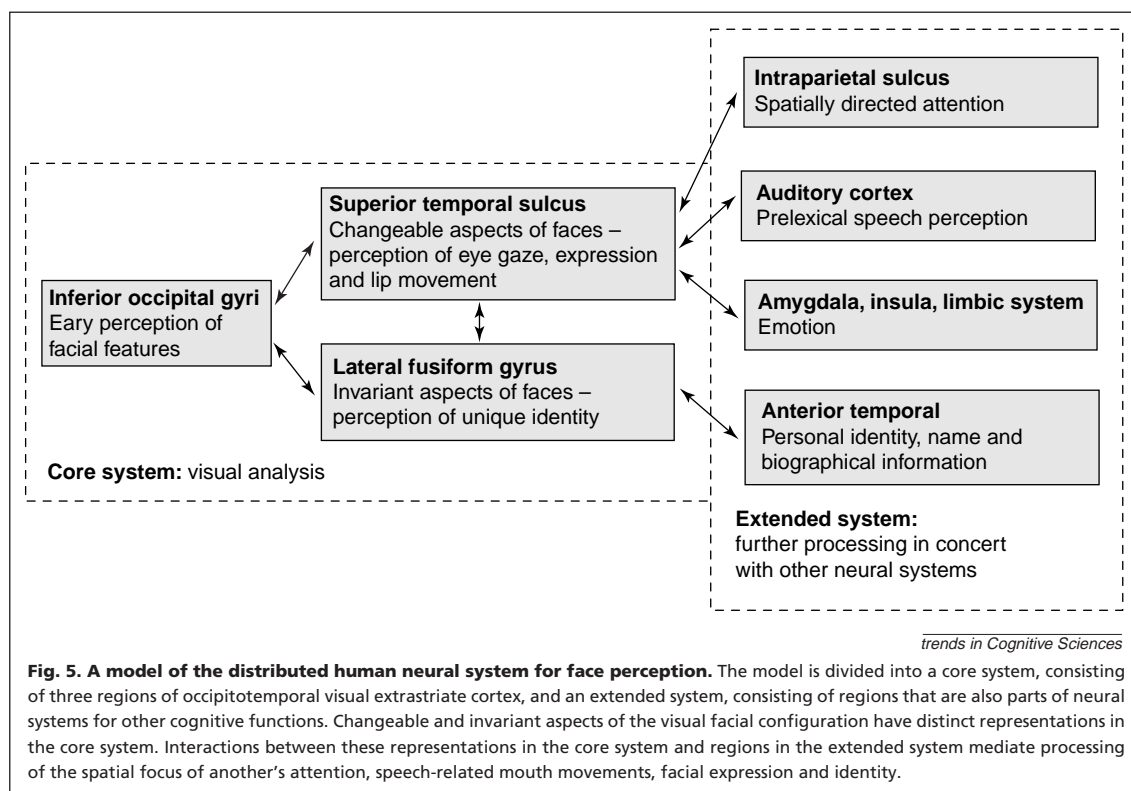 Inferior occipital gyri
Eary perception of
facial features
Superior temporal sulcus
Changeable aspects of faces –
perception of eye gaze, expression
and lip movement
Lateral fusiform gyrus
Invariant aspects of faces –
perception of unique identity
Core system: visual analysis
Intraparietal sulcus
Spatially directed attention
Auditory cortex
Prelexical speech perception
Amygdala, insula, limbic system
Emotion
Anterior temporal
Personal identity, name and
biographical information
Extended system:
further processing in concert
with other neural systems
trends in Cognitive Sciences
Fig. 5. A model of the distributed human neural system for face perception. The model is divided into a core system, consisting
of three regions of occipitotemporal visual extrastriate cortex, and an extended system, consisting of regions that are also parts of neural
systems for other cognitive functions. Changeable and invariant aspects of the visual facial configuration have distinct representations in
the core system. Interactions between these representations in the core system and regions in the extended system mediate processing
of the spatial focus of another’s attention, speech-related mouth movements, facial expression and identity.